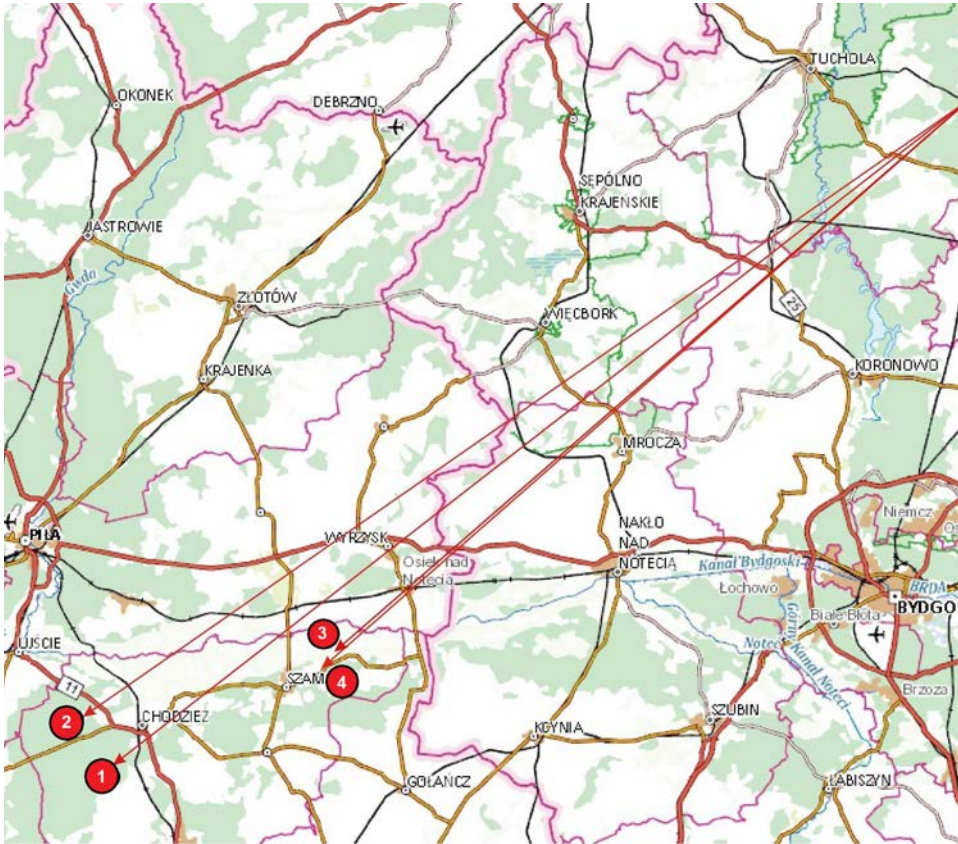 TUCHOLA
OKONEK
DEBRZNO
SĘPÓLNO
KRAJEŃSKIE
JASTROWIE
Gwda
ZŁOTÓW
25
WIĘCBORK
KORONOWO
KRAJENKA
MROCZA
Niemcz
NAKŁO
NAD
NOTECIĄ
PIŁA
WYRZYSK
Osiek nad
Notecią
Kanał Bydgoski
Łochowo
BRDA
BYDGO
Białe Błota
Górny Kanał Noteci
Noteć
UJŚCIE
3
4
SZAM
11
Brzoza
2
CHODZIEŻ
SZUBIN
KCYNIA
1
GOŁAŃCZ
ŁABISZYN